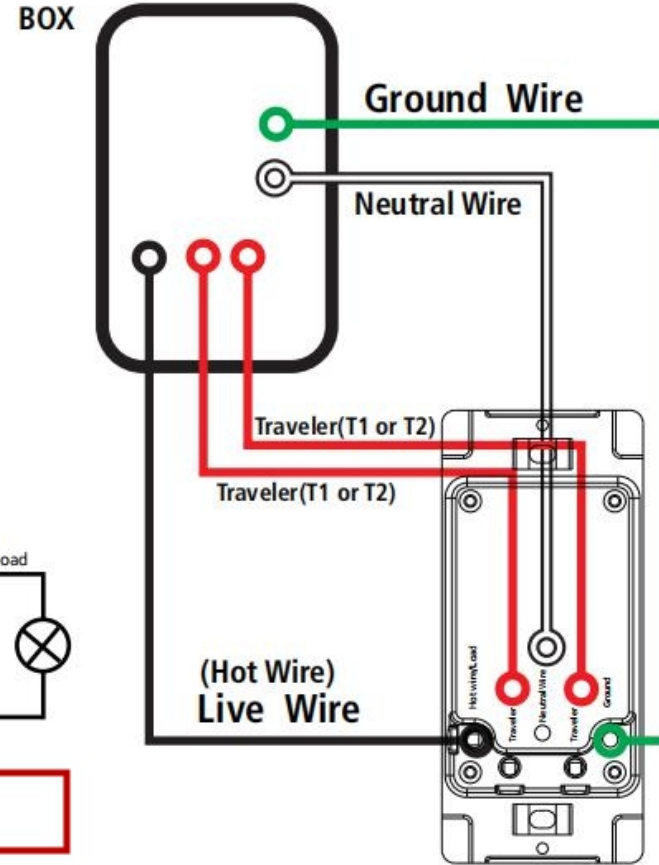 BOX
Ground Wire
Neutral Wire
Traveler(T1 or T2)
Traveler(T1 or T2)
oad
(Hot Wire)
Live Wire
Hot wire/Load
Traveler
Neutral Wire
Traveler
Ground